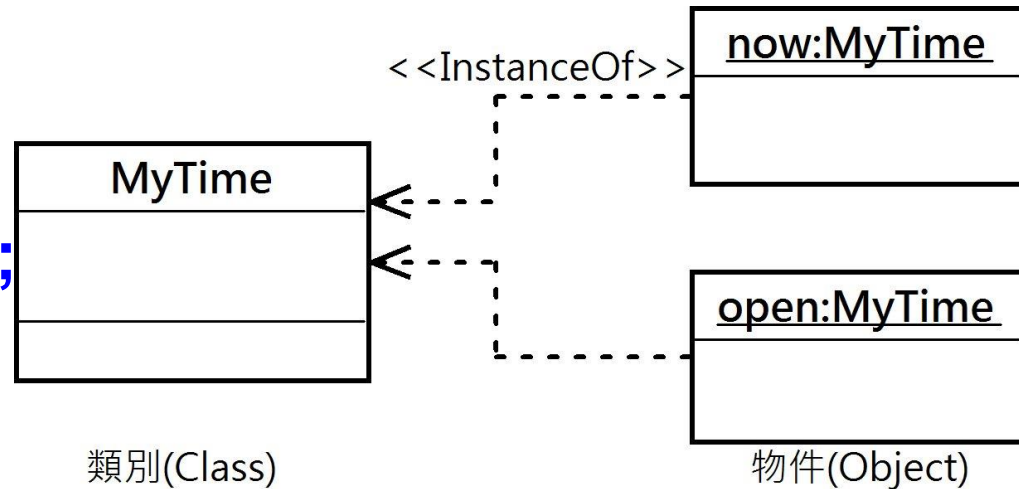 <<InstanceOf>>
now:MyTime
MyTime
;
open:MyTime
類別(Class)
物件(Object)